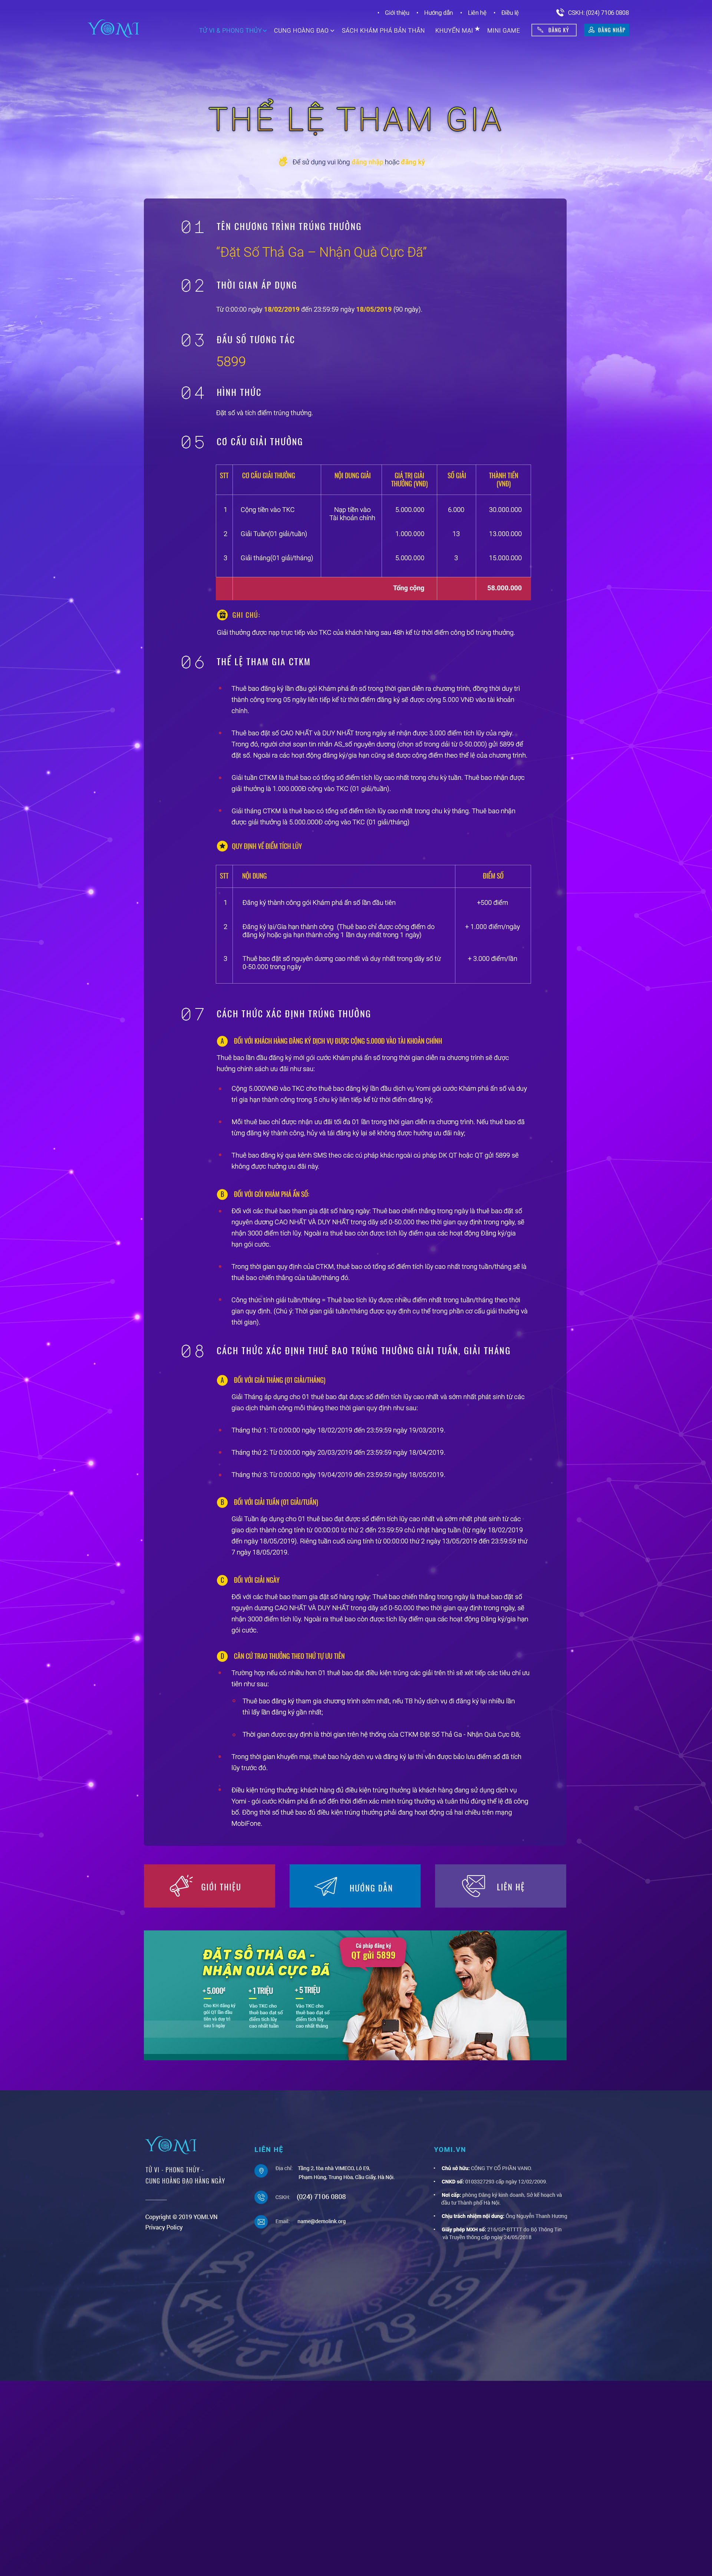 Giới thiệu
Hướng dẫn
Liên hệ
Điều lệ
CSKH: (024) 7106 0808
YOMI
TỬ VI & PHONG THỦY
CUNG HOÀNG ĐẠO
SÁCH KHÁM PHÁ BẢN THÂN
KHUYẾN MẠI
MINI GAME
ĐĂNG KÝ
ĐĂNG NHẬP
THỂ LỆ THAM GIA
Để sử dụng vui lòng đăng nhập hoặc đăng ký
01 TÊN CHƯƠNG TRÌNH TRÚNG THƯỞNG
“Đặt Số Thả Ga – Nhận Quà Cực Đã”
02 THỜI GIAN ÁP DỤNG
Từ 0:00:00 ngày 18/02/2019 đến 23:59:59 ngày 18/05/2019 (90 ngày).
03 ĐẦU SỐ TƯƠNG TÁC
5899
04 HÌNH THỨC
Đặt số và tích điểm trúng thưởng.
05 CƠ CẤU GIẢI THƯỞNG
STT CƠ CẤU GIẢI THƯỞNG NỘI DUNG GIẢI GIÁ TRỊ GIẢI SỐ GIẢI THÀNH TIỀN
THƯỞNG (VNĐ) (VNĐ)
1 Cộng tiền vào TKC Nạp tiền vào 5.000.000 6.000 30.000.000
Tài khoản chính
2 Giải Tuần(01 giải/tuần) 1.000.000 13 13.000.000
3 Giải tháng(01 giải/tháng) 5.000.000 3 15.000.000
Tổng cộng 58.000.000
GHI CHÚ:
Giải thưởng được nạp trực tiếp vào TKC của khách hàng sau 48h kể từ thời điểm công bố trúng thưởng.
06 THỂ LỆ THAM GIA CTKM
Thuê bao đăng ký lần đầu gói Khám phá ẩn số trong thời gian diễn ra chương trình, đồng thời duy trì
thành công trong 05 ngày liên tiếp kể từ thời điểm đăng ký sẽ được cộng 5.000 VNĐ vào tài khoản
chính.
Thuê bao đặt số CAO NHẤT và DUY NHẤT trong ngày sẽ nhận được 3.000 điểm tích lũy của ngày.
Trong đó, người chơi soạn tin nhắn AS_số nguyên dương (chọn số trong dải từ 0-50.000) gửi 5899 để
đặt số. Ngoài ra các hoạt động đăng ký/gia hạn cũng sẽ được cộng điểm theo thể lệ của chương trình.
Giải tuần CTKM là thuê bao có tổng số điểm tích lũy cao nhất trong chu kỳ tuần. Thuê bao nhận được
giải thưởng là 1.000.000Đ cộng vào TKC (01 giải/tuần).
Giải tháng CTKM là thuê bao có tổng số điểm tích lũy cao nhất trong chu kỳ tháng. Thuê bao nhận
được giải thưởng là 5.000.000Đ cộng vào TKC (01 giải/tháng)
QUY ĐỊNH VỀ ĐIỂM TÍCH LŨY
STT NỘI DUNG ĐIỂM SỐ
1 Đăng ký thành công gói Khám phá ẩn số lần đầu tiên +500 điểm
2 Đăng ký lại/Gia hạn thành công (Thuê bao chỉ được cộng điểm do + 1.000 điểm/ngày
đăng ký hoặc gia hạn thành công 1 lần duy nhất trong 1 ngày)
3 Thuê bao đặt số nguyên dương cao nhất và duy nhất trong dãy số từ + 3.000 điểm/lần
0-50.000 trong ngày
07 CÁCH THỨC XÁC ĐỊNH TRÚNG THƯỞNG
A ĐỐI VỚI KHÁCH HÀNG ĐĂNG KÝ DỊCH VỤ ĐƯỢC CỘNG 5.000Đ VÀO TÀI KHOẢN CHÍNH
Thuê bao lần đầu đăng ký mới gói cước Khám phá ẩn số trong thời gian diễn ra chương trình sẽ được
hưởng chính sách ưu đãi như sau:
Cộng 5.000VNĐ vào TKC cho thuê bao đăng ký lần đầu dịch vụ Yomi gói cước Khám phá ẩn số và duy
trì gia hạn thành công trong 5 chu kỳ liên tiếp kể từ thời điểm đăng ký;
Mỗi thuê bao chỉ được nhận ưu đãi tối đa 01 lần trong thời gian diễn ra chương trình. Nếu thuê bao đã
từng đăng ký thành công, hủy và tái đăng ký lại sẽ không được hưởng ưu đãi này;
Thuê bao đăng ký qua kênh SMS theo các cú pháp khác ngoài cú pháp DK QT hoặc QT gửi 5899 sẽ
không được hưởng ưu đãi này.
B ĐỐI VỚI GÓI KHÁM PHÁ ẨN SỐ:
Đối với các thuê bao tham gia đặt số hàng ngày: Thuê bao chiến thắng trong ngày là thuê bao đặt số
nguyên dương CAO NHẤT VÀ DUY NHẤT trong dãy số 0-50.000 theo thời gian quy định trong ngày, sẽ
nhận 3000 điểm tích lũy. Ngoài ra thuê bao còn được tích lũy điểm qua các hoạt động Đăng ký/gia
hạn gói cước.
Trong thời gian quy định của CTKM, thuê bao có tổng số điểm tích lũy cao nhất trong tuần/tháng sẽ là
thuê bao chiến thắng của tuần/tháng đó.
Công thức tính giải tuần/tháng = Thuê bao tích lũy được nhiều điểm nhất trong tuần/tháng theo thời
gian quy định. (Chú ý: Thời gian giải tuần/tháng được quy định cụ thể trong phần cơ cấu giải thưởng và
thời gian).
08 CÁCH THỨC XÁC ĐỊNH THUÊ BAO TRÚNG THƯỞNG GIẢI TUẦN, GIẢI THÁNG
A ĐỐI VỚI GIẢI THÁNG (01 GIẢI/THÁNG)
Giải Tháng áp dụng cho 01 thuê bao đạt được số điểm tích lũy cao nhất và sớm nhất phát sinh từ các
giao dịch thành công mỗi tháng theo thời gian quy định như sau:
Tháng thứ 1: Từ 0:00:00 ngày 18/02/2019 đến 23:59:59 ngày 19/03/2019.
Tháng thứ 2: Từ 0:00:00 ngày 20/03/2019 đến 23:59:59 ngày 18/04/2019.
Tháng thứ 3: Từ 0:00:00 ngày 19/04/2019 đến 23:59:59 ngày 18/05/2019.
B ĐỐI VỚI GIẢI TUẦN (01 GIẢI/TUẦN)
Giải Tuần áp dụng cho 01 thuê bao đạt được số điểm tích lũy cao nhất và sớm nhất phát sinh từ các
giao dịch thành công tính từ 00:00:00 từ thứ 2 đến 23:59:59 chủ nhật hàng tuần (từ ngày 18/02/2019
đến ngày 18/05/2019). Riêng tuần cuối cùng tính từ 00:00:00 thứ 2 ngày 13/05/2019 đến 23:59:59 thứ
7 ngày 18/05/2019.
C ĐỐI VỚI GIẢI NGÀY
Đối với các thuê bao tham gia đặt số hàng ngày: Thuê bao chiến thắng trong ngày là thuê bao đặt số
nguyên dương CAO NHẤT VÀ DUY NHẤT trong dãy số 0-50.000 theo thời gian quy định trong ngày, sẽ
nhận 3000 điểm tích lũy. Ngoài ra thuê bao còn được tích lũy điểm qua các hoạt động Đăng ký/gia hạn
gói cước.
D CĂN CỨ TRAO THƯỞNG THEO THỨ TỰ ƯU TIÊN
Trường hợp nếu có nhiều hơn 01 thuê bao đạt điều kiện trúng các giải trên thì sẽ xét tiếp các tiêu chí ưu
tiên như sau:
Thuê bao đăng ký tham gia chương trình sớm nhất, nếu TB hủy dịch vụ đi đăng ký lại nhiều lần
thì lấy lần đăng ký gần nhất;
Thời gian được quy định là thời gian trên hệ thống của CTKM Đặt Số Thả Ga - Nhận Quà Cực Đã;
Trong thời gian khuyến mại, thuê bao hủy dịch vụ và đăng ký lại thì vẫn được bảo lưu điểm số đã tích
lũy trước đó.
Điều kiện trúng thưởng: khách hàng đủ điều kiện trúng thưởng là khách hàng đang sử dụng dịch vụ
Yomi - gói cước Khám phá ẩn số đến thời điểm xác minh trúng thưởng và tuân thủ đúng thể lệ đã công
bố. Đồng thời số thuê bao đủ điều kiện trúng thưởng phải đang hoạt động cả hai chiều trên mạng
MobiFone.
GIỚI THIỆU
HƯỚNG DẪN
LIÊN HỆ
ĐẶT SỐ THẢ GA -
NHẬN QUÀ CỰC ĐÃ
Cú pháp đăng ký
QT gửi 5899
+5.000đ +1 TRIỆU +5 TRIỆU
Cho KH đăng ký
gói QT lần đầu
tiên và duy trì
sau 5 ngày
Vào TKC cho
thuê bao đạt số
điểm tích lũy
cao nhất tuần
Vào TKC cho
thuê bao đạt số
điểm tích lũy
cao nhất tháng
YOMI
TỬ VI - PHONG THỦY -
CUNG HOÀNG ĐẠO HÀNG NGÀY
Copyright © 2019 YOMI.VN
Privacy Policy
LIÊN HỆ
Địa chỉ: Tầng 2, tòa nhà VIMECO, Lô E9,
Phạm Hùng, Trung Hòa, Cầu Giấy, Hà Nội.
CSKH: (024) 7106 0808
Email: name@demolink.org
YOMI.VN
Chủ sở hữu: CÔNG TY CỔ PHẦN VANO.
CNKD số: 0103327293 cấp ngày 12/02/2009.
Nơi cấp: phòng Đăng ký kinh doanh, Sở kế hoạch và
đầu tư Thành phố Hà Nội.
Chịu trách nhiệm nội dung: Ông Nguyễn Thanh Hương
Giấy phép MXH số: 215/GP-BTTTT do Bộ Thông Tin
và Truyền thông cấp ngày 24/05/2018